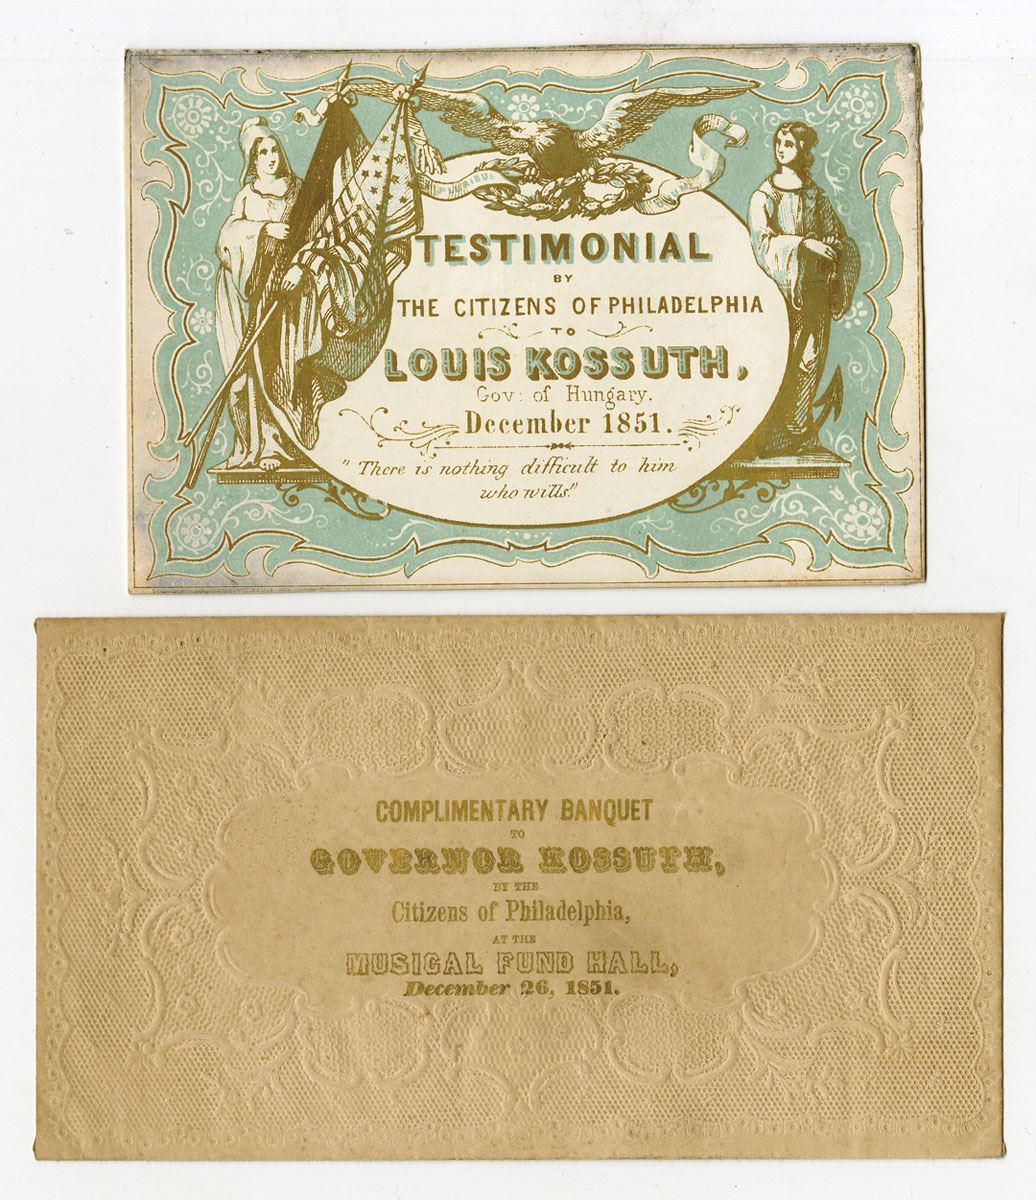 PLURIBUS
UM
TESTIMONIAL
BY
THE CITIZENS OF PHILADELPHIA
TO
LOUIS KOSSUTH,
Gov: of Hungary.
December 1851.
"There is nothing difficult to him
who wills."
COMPLIMENTARY BANQUET
TO
GOVERNOR KOSSUTH,
BY THE
Citizens of Philadelphia,
AT THE
MUSICAL FUND HALL,
December 26, 1851.